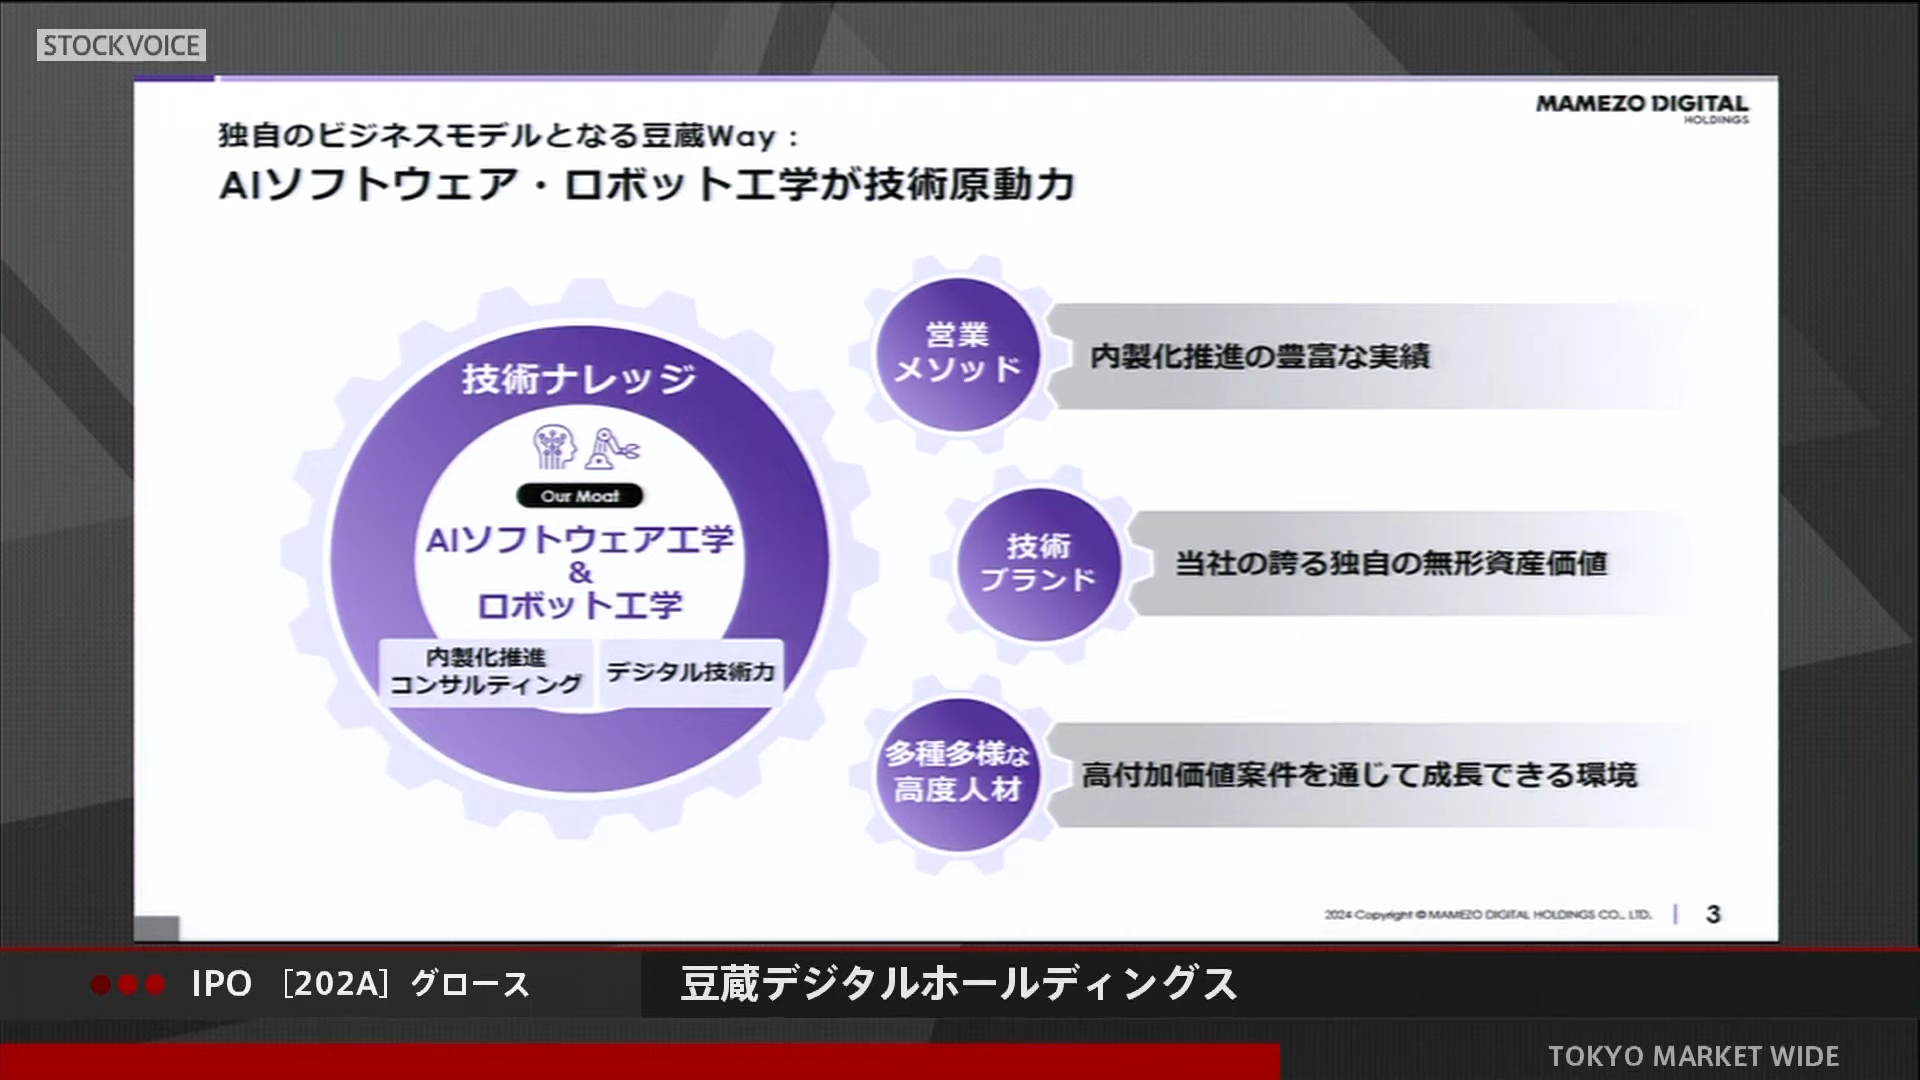 STOCKVOICE
MAMEZO DIGITAL
HOLDINGS
独自のビジネスモデルとなる豆蔵Way：
AIソフトウェア・ロボット工学が技術原動力
技術ナレッジ
Our Moat
AIソフトウェア工学
&
ロボット工学
内製化推進
コンサルティング
デジタル技術力
営業
メソッド
内製化推進の豊富な実績
技術
ブランド
当社の誇る独自の無形資産価値
多種多様な
高度人材
高付加価値案件を通じて成長できる環境
2024 Copyright © MAMEZO DIGITAL HOLDINGS CO., LTD.
3
IPO ［202A］グロース
豆蔵デジタルホールディングス
TOKYO MARKET WIDE